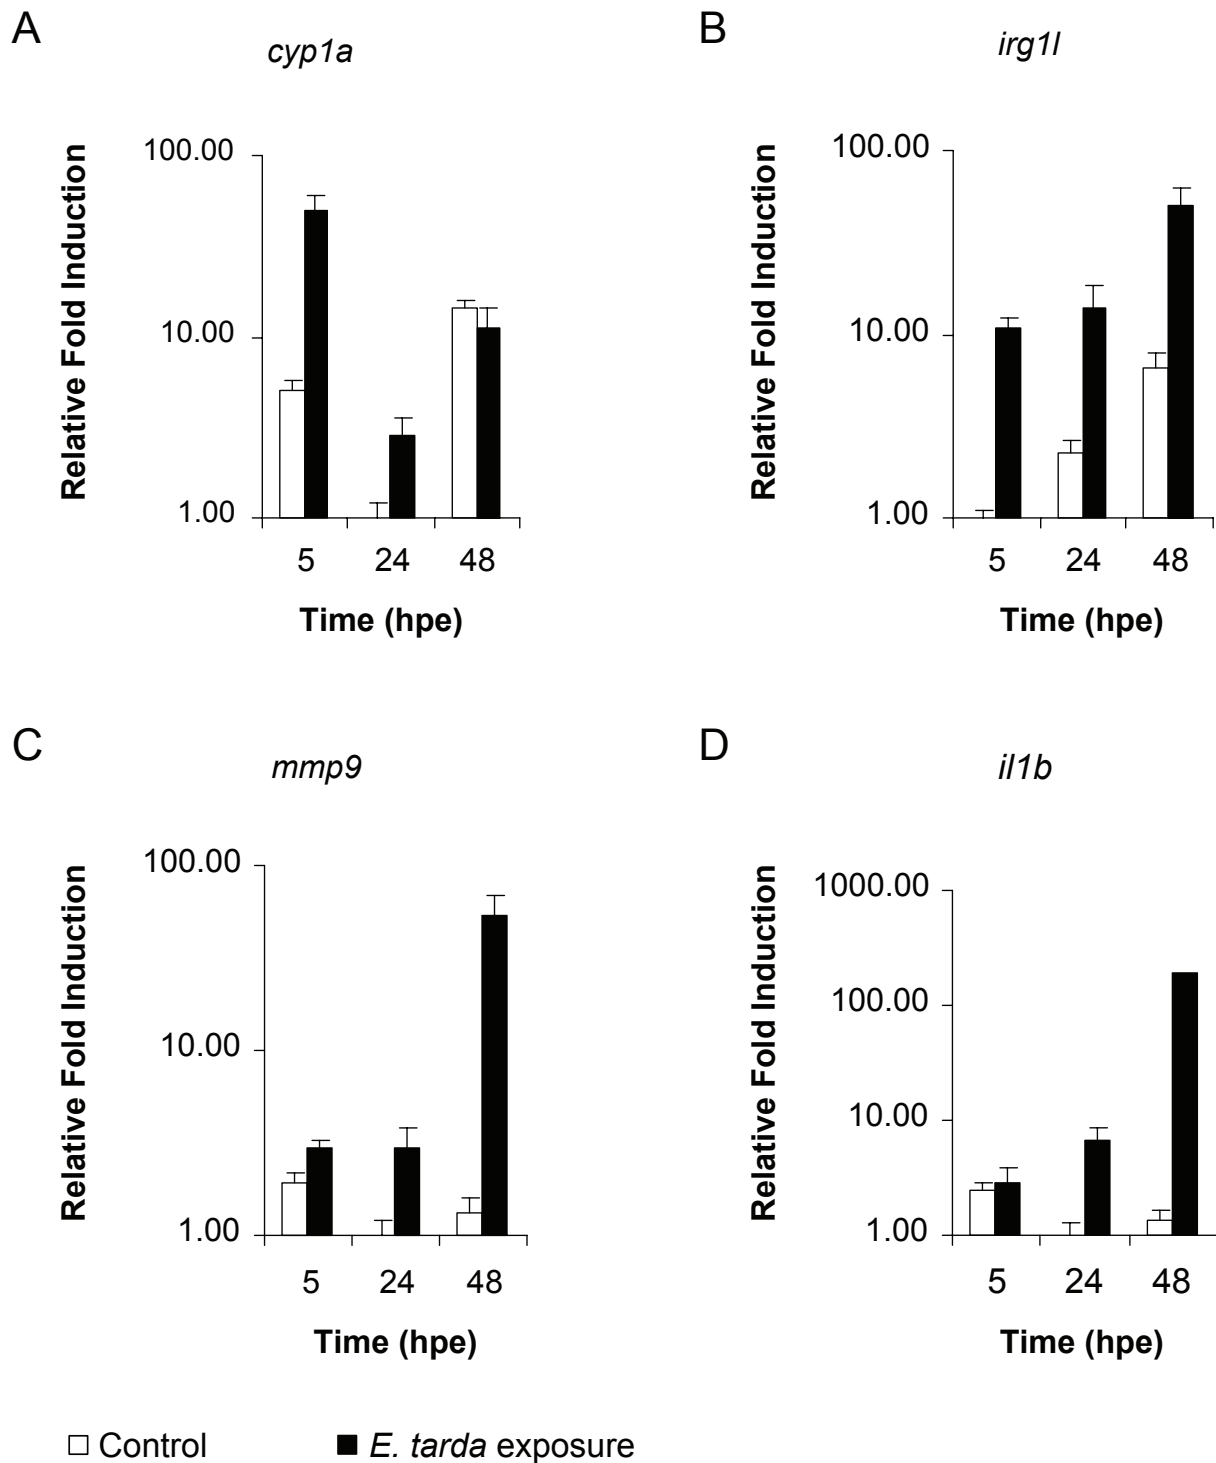 A
cyp1a
100.00
10.00
1.00
Relative Fold Induction
5 24 48
Time (hpe)
B
irg1l
100.00
10.00
1.00
Relative Fold Induction
5 24 48
Time (hpe)
C
mmp9
100.00
10.00
1.00
Relative Fold Induction
5 24 48
Time (hpe)
D
il1b
1000.00
100.00
10.00
1.00
Relative Fold Induction
5 24 48
Time (hpe)
Control
E. tarda exposure